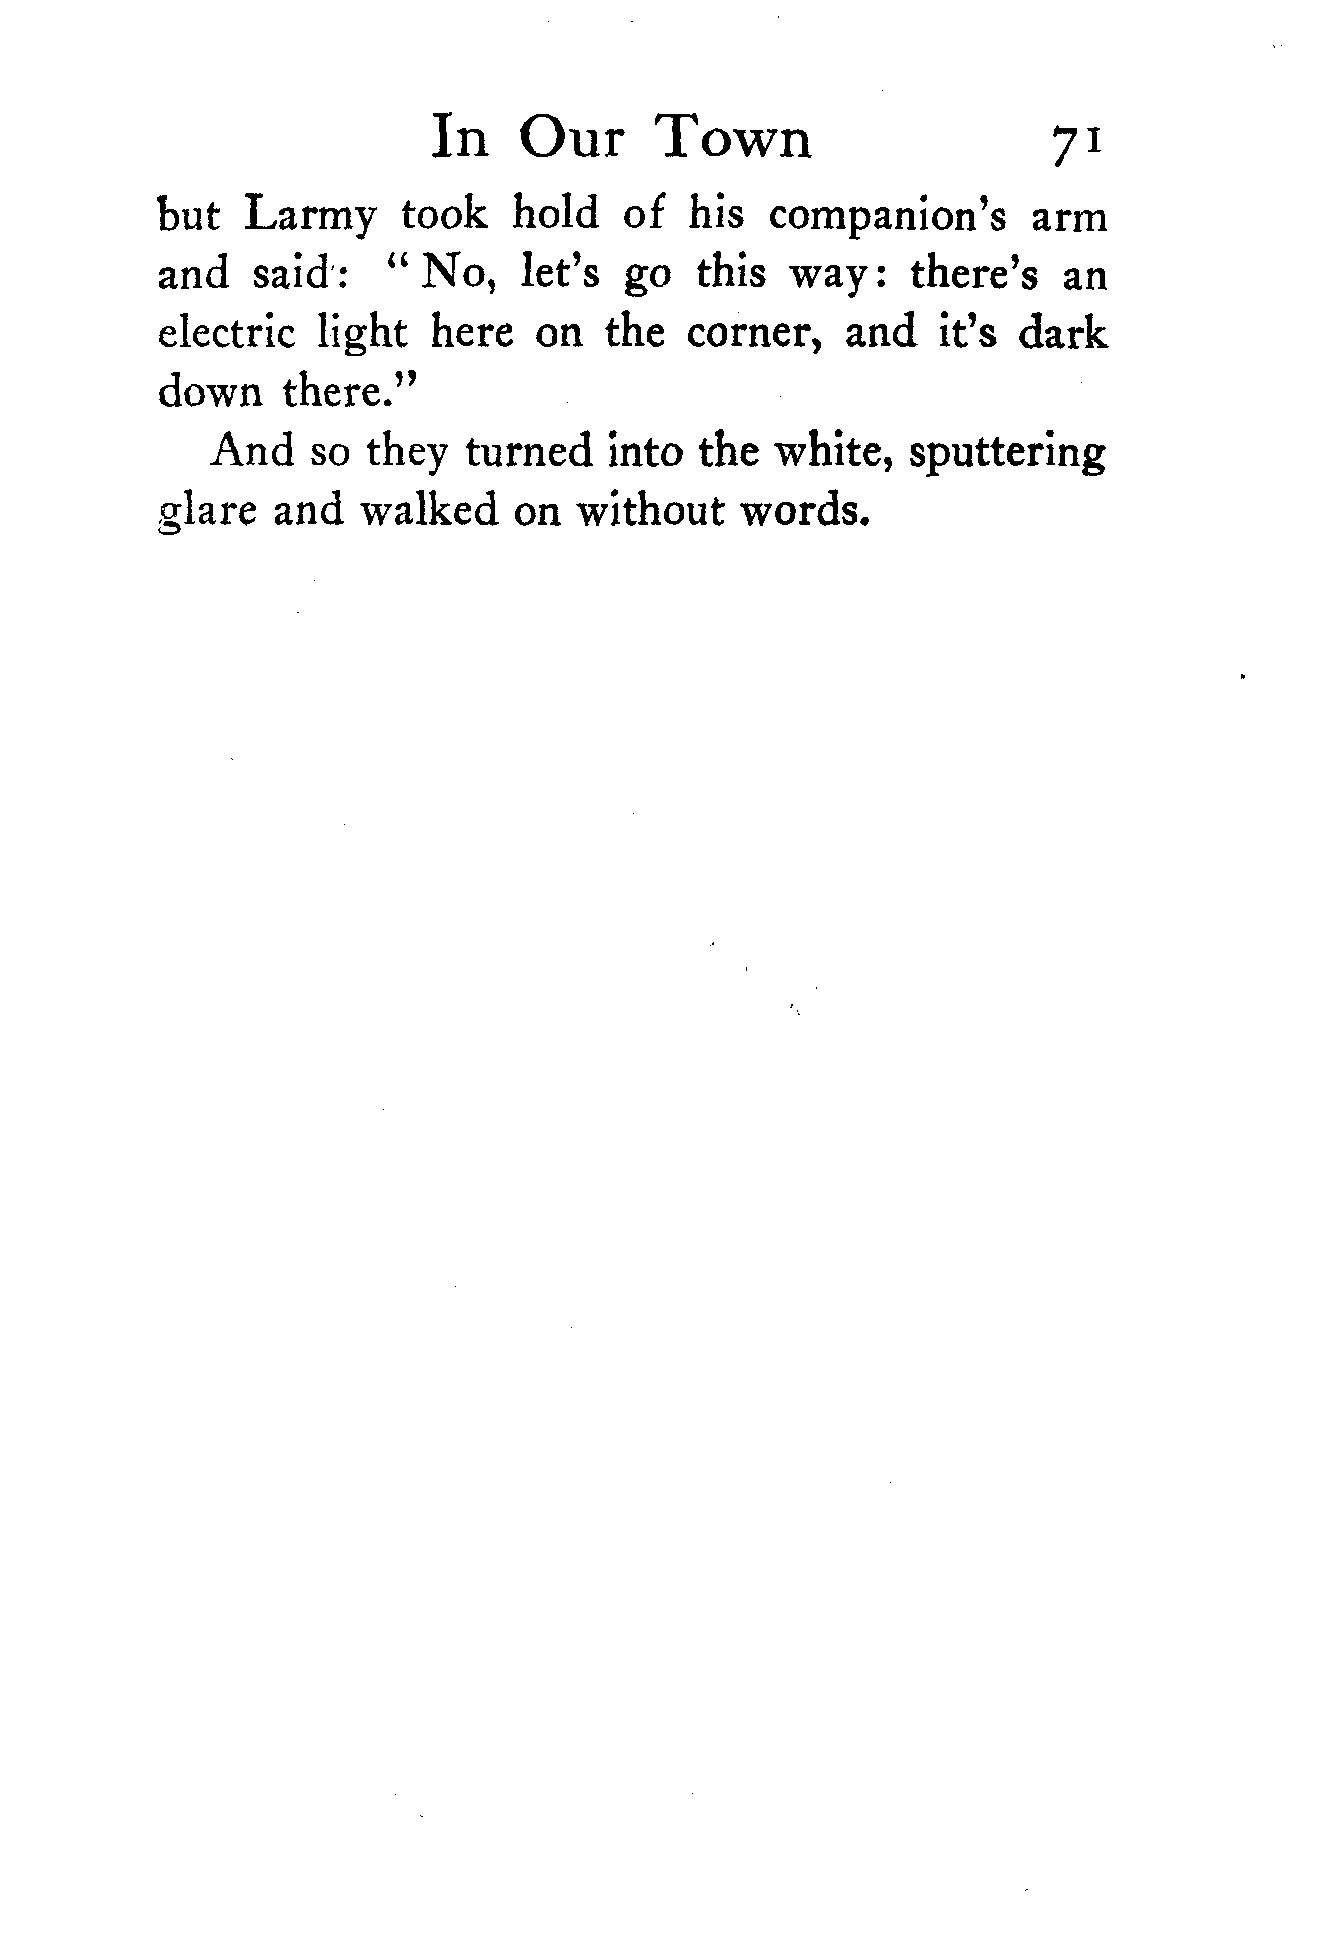 In Our Town 71
but Larmy took hold of his companion's arm
and said: "No, let's go this way: there's an
electric light here on the corner, and it's dark
down there."
And so they turned into the white, sputtering
glare and walked on without words.